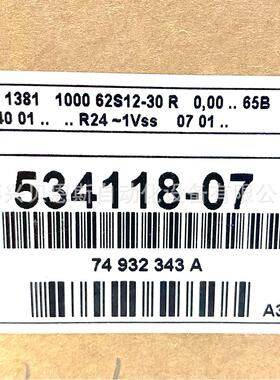 1381 1000 62S12-30 R 0,00 .. 65B
40 01 .. .. R24 ~1Vss 07 01 ..
534118-07
74 932 343 A
A3